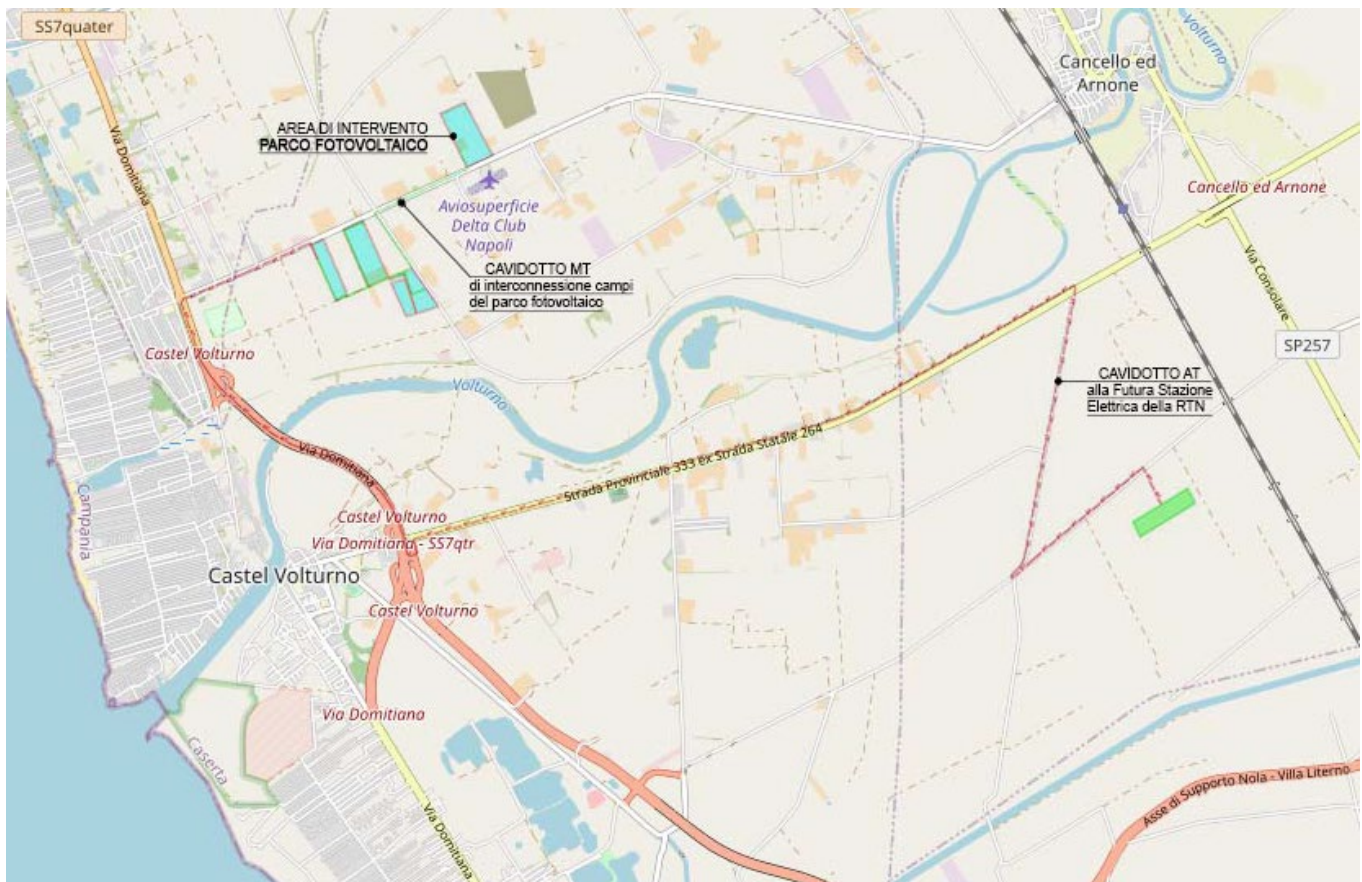 SS7quater
Volturno
Cancello ed
Arnone
AREA DI INTERVENTO
PARCO FOTOVOLTAICO
Via Domitiana
Aviosuperficie
Delta Club
Napoli
Cancello ed Arnone
CAVIDOTTO MT
di interconnessione campi
del parco fotovoltaico
Via Consolare
SP257
Castel Volturno
CAVIDOTTO AT
alla Futura Stazione
Elettrica della RTN
Volturno
Via Domitiana
Strada Provinciale 333 ex Strada Statale 264
Campania
Castel Volturno
Via Domitiana - SS7qtr
Castel Volturno
Castel Volturno
Via Domitiana
Caserta
Via Domitiana
Asse di Supporto Nola - Villa Literno